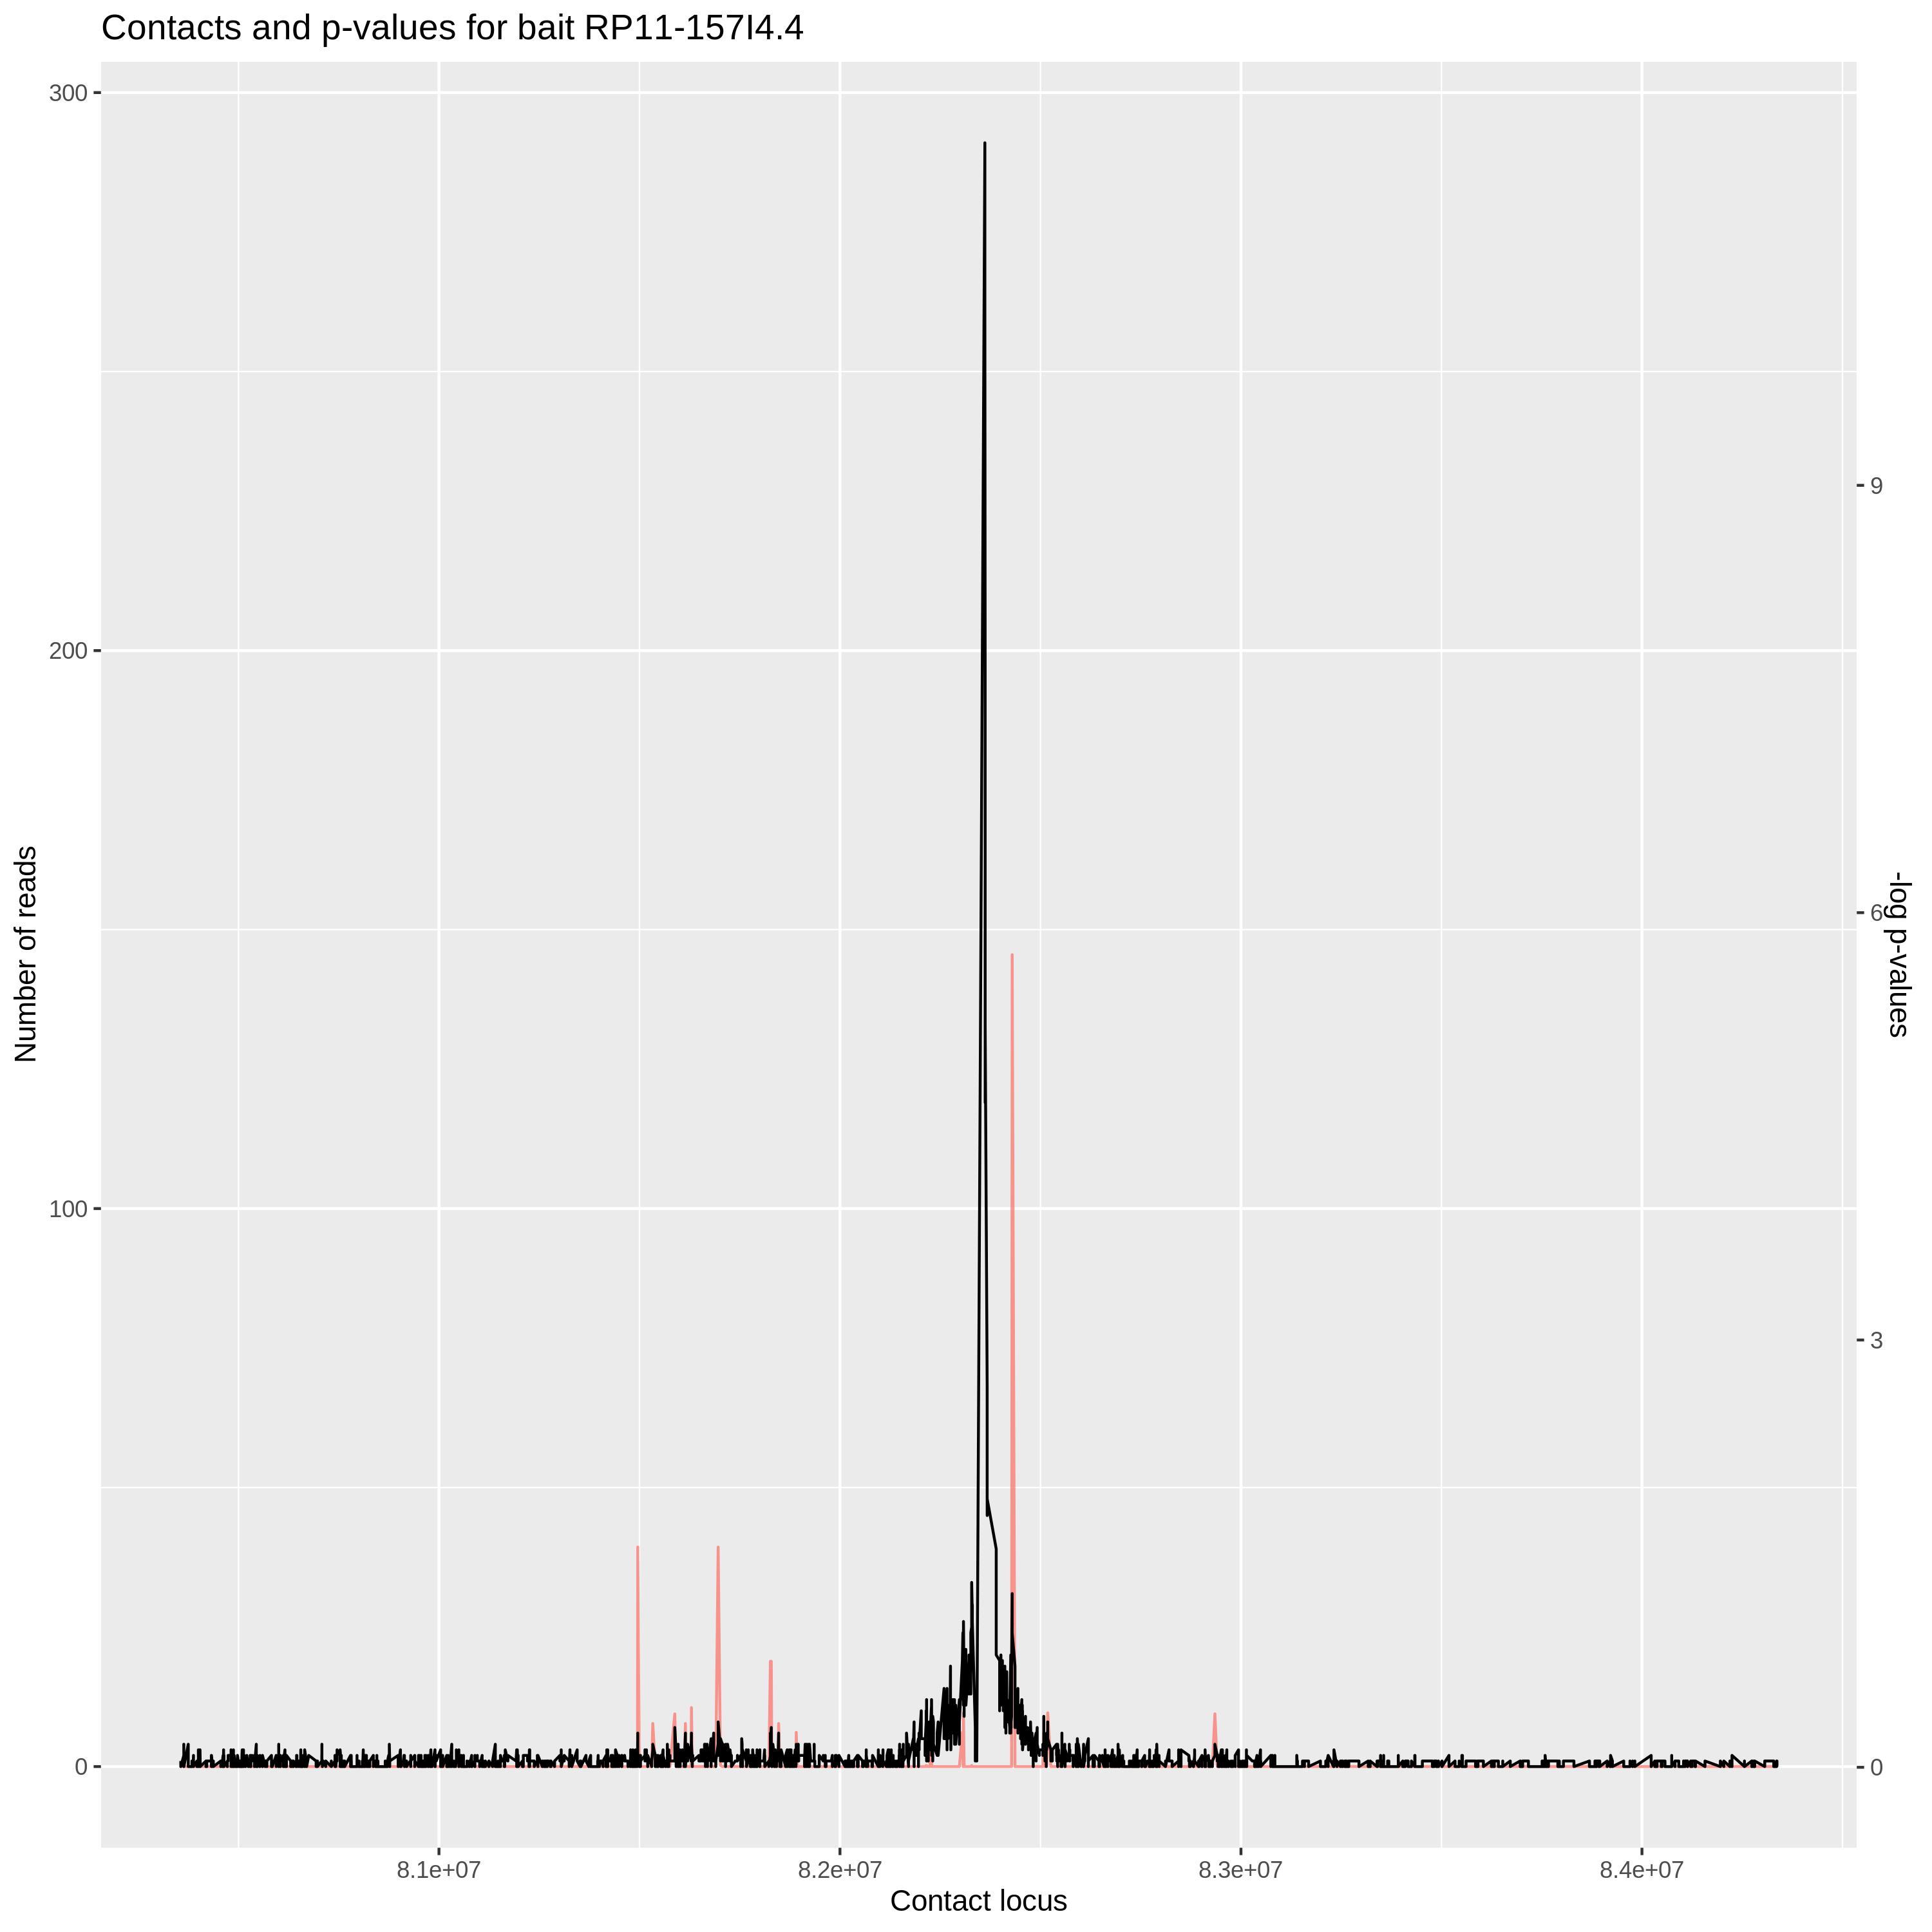 Contacts and p-values for bait RP11-157I4.4
300
200
100
0
Number of reads
9
6
3
0
-log p-values
8.1e+07
8.2e+07
8.3e+07
8.4e+07
Contact locus